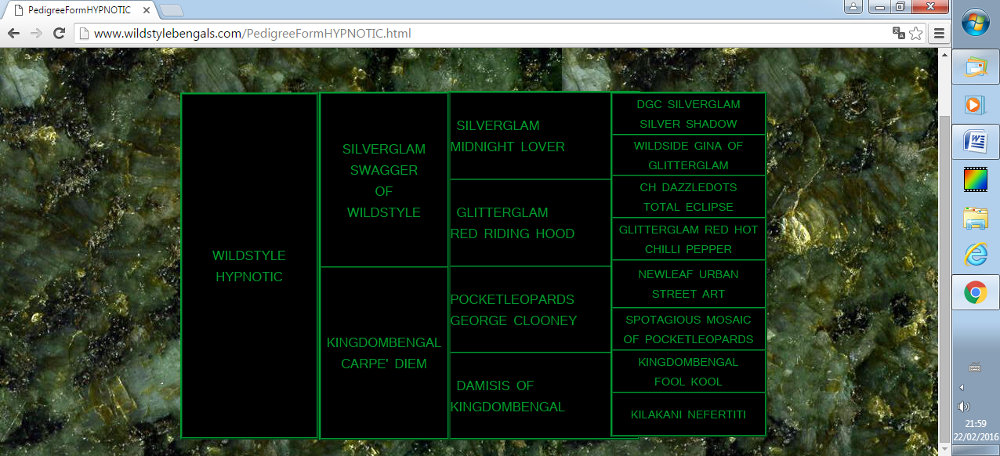 PedigreeFormHYPNOTIC
www.wildstylebengals.com/PedigreeFormHYPNOTIC.html
WILDSTYLE
HYPNOTIC
SILVERGLAM
SWAGGER
OF
WILDSTYLE
KINGDOMBENGAL
CARPE' DIEM
SILVERGLAM
MIDNIGHT LOVER
GLITTERGLAM
RED RIDING HOOD
POCKETLEOPARDS
GEORGE CLOONEY
DAMISIS OF
KINGDOMBENGAL
DGC SILVERGLAM
SILVER SHADOW
WILDSIDE GINA OF
GLITTERGLAM
CH DAZZLEDOTS
TOTAL ECLIPSE
GLITTERGLAM RED HOT
CHILLI PEPPER
NEWLEAF URBAN
STREET ART
SPOTAGIOUS MOSAIC
OF POCKETLEOPARDS
KINGDOMBENGAL
FOOL KOOL
KILAKANI NEFERTITI
21:59
22/02/2016